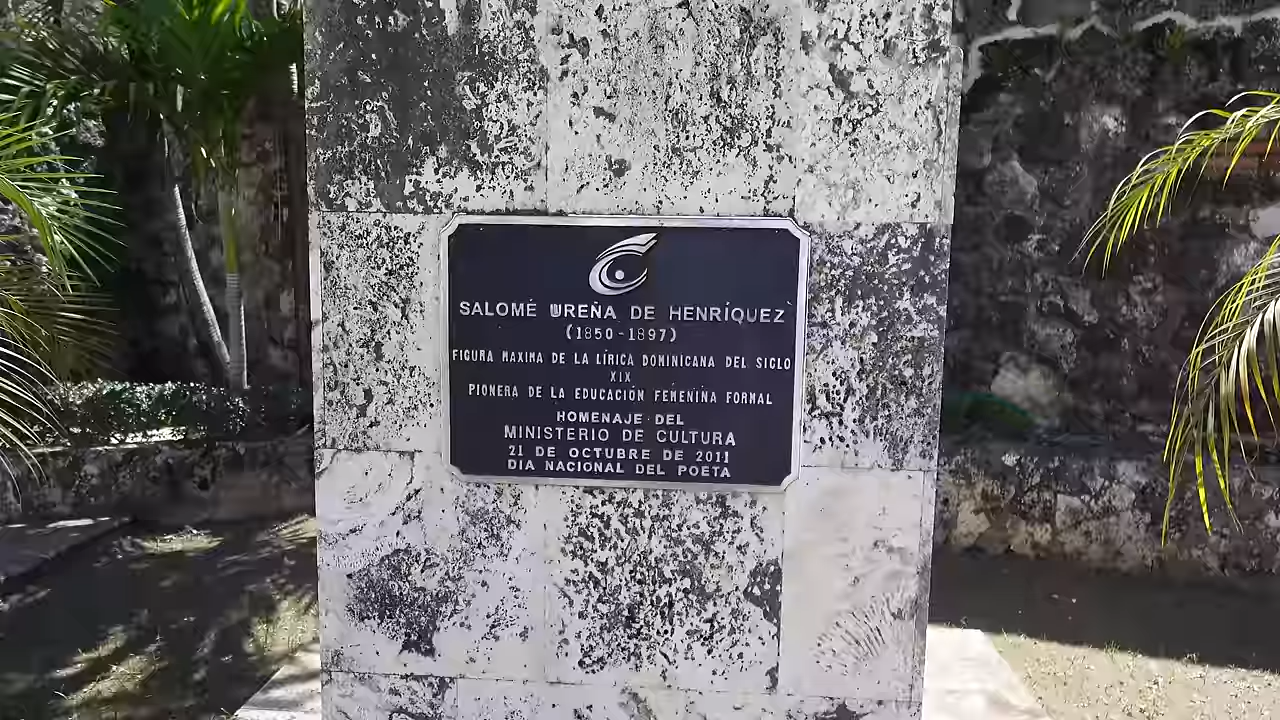 SALOMÉ UREÑA DE HENRÍQUEZ
(1850-1897)
FIGURA MAXIMA DE LA LÍRICA DOMINICANA DEL SIGLO
XIX
PIONERA DE LA EDUCACIÓN FEMENINA FORMAL
HOMENAJE DEL
MINISTERIO DE CULTURA
21 DE OCTUBRE DE 2011
DIA NACIONAL DEL POETA